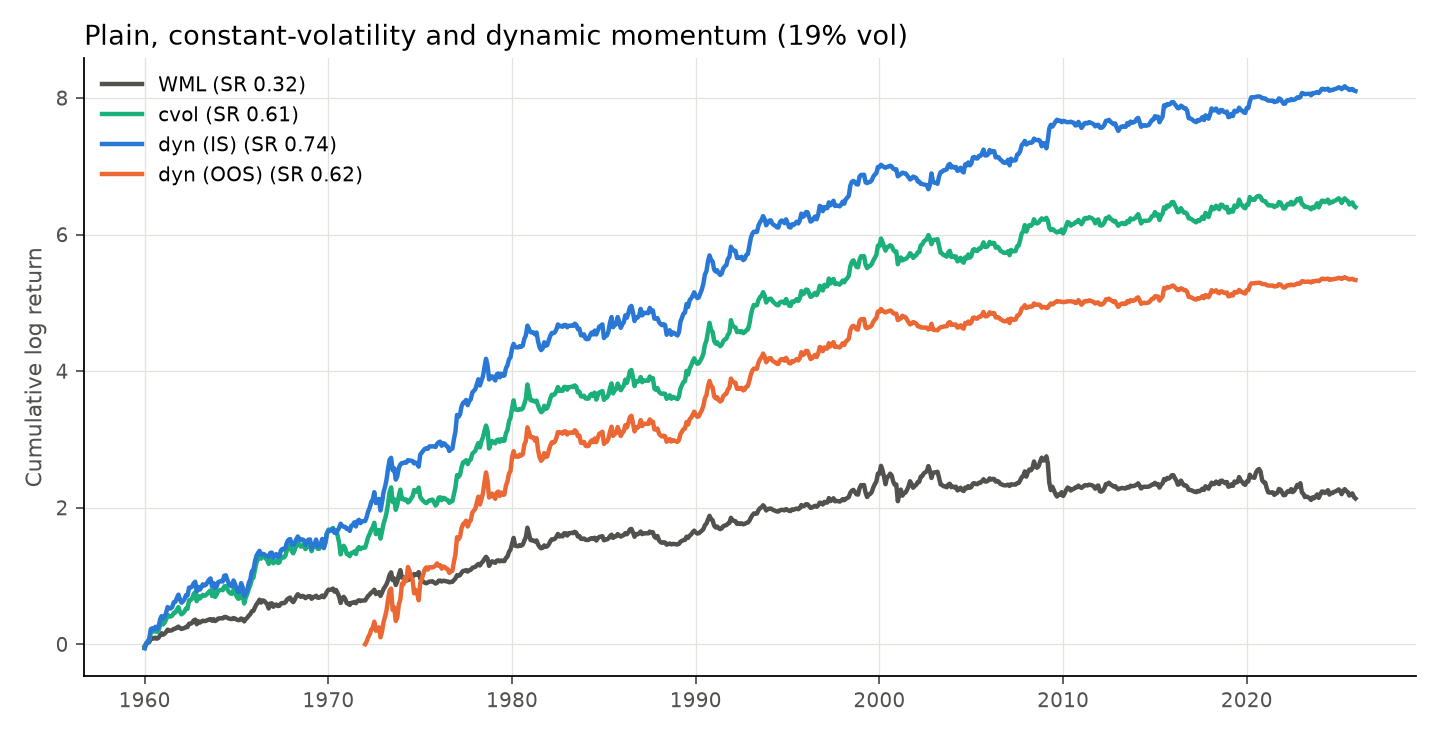 Plain, constant-volatility and dynamic momentum (19% vol)
WML (SR 0.32)
cvol (SR 0.61)
dyn (IS) (SR 0.74)
dyn (OOS) (SR 0.62)
Cumulative log return
8
6
4
2
0
1960 1970 1980 1990 2000 2010 2020